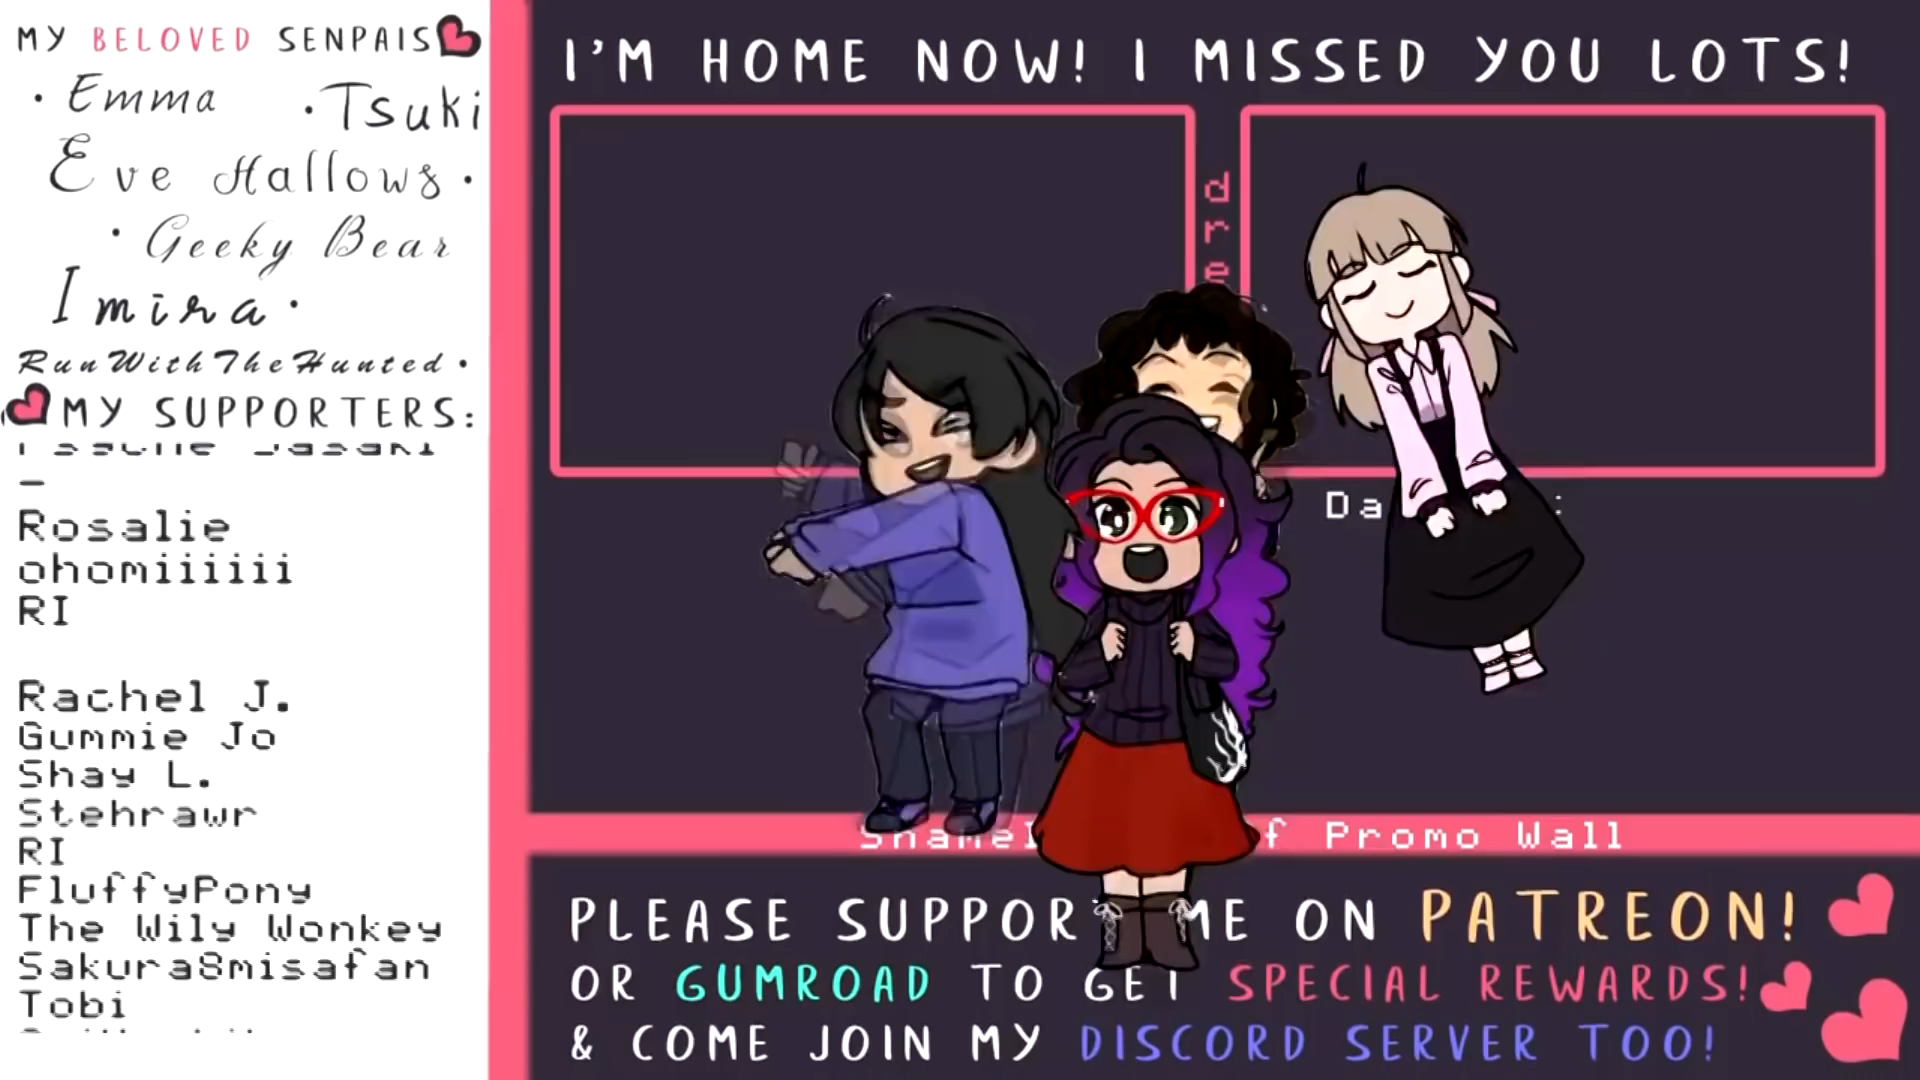 MY BELOVED SENPAIS
· Emma
· Tsuki
Eve Hallows ·
· Geeky Bear
Imira ·
RunWithTheHunted ·
MY SUPPORTERS:
–
Rosalie
ohomiiiiii
RI
Rachel J.
Gummie Jo
Shay L.
Stehrawr
RI
FluffyPony
The Wily Wonkey
Sakura8misafan
Tobi
I'M HOME NOW! I MISSED YOU LOTS!
d
r
e
Da :
f Promo Wall
PLEASE SUPPORT ME ON PATREON!
OR GUMROAD TO GET SPECIAL REWARDS!
& COME JOIN MY DISCORD SERVER TOO!